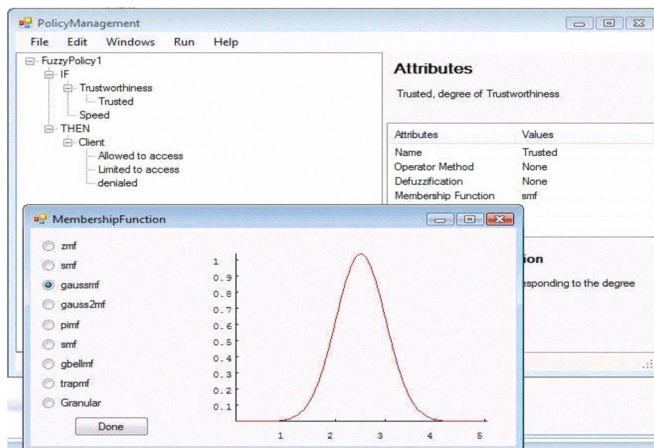 PolicyManagement
File Edit Windows Run Help
FuzzyPolicy1
IF
Trustworthiness
Trusted
Speed
THEN
Client
Allowed to access
Limited to access
denialed
Attributes
Trusted, degree of Trustworthiness
Attributes Values
Name Trusted
Operator Method None
Defuzzification None
Membership Function smf
ion
esponding to the degree
MembershipFunction
zmf
smf
gaussmf
gauss2mf
pimf
smf
gbellmf
trapmf
Granular
Done
1
0.9
0.8
0.7
0.6
0.5
0.4
0.3
0.2
0.1
1 2 3 4 5